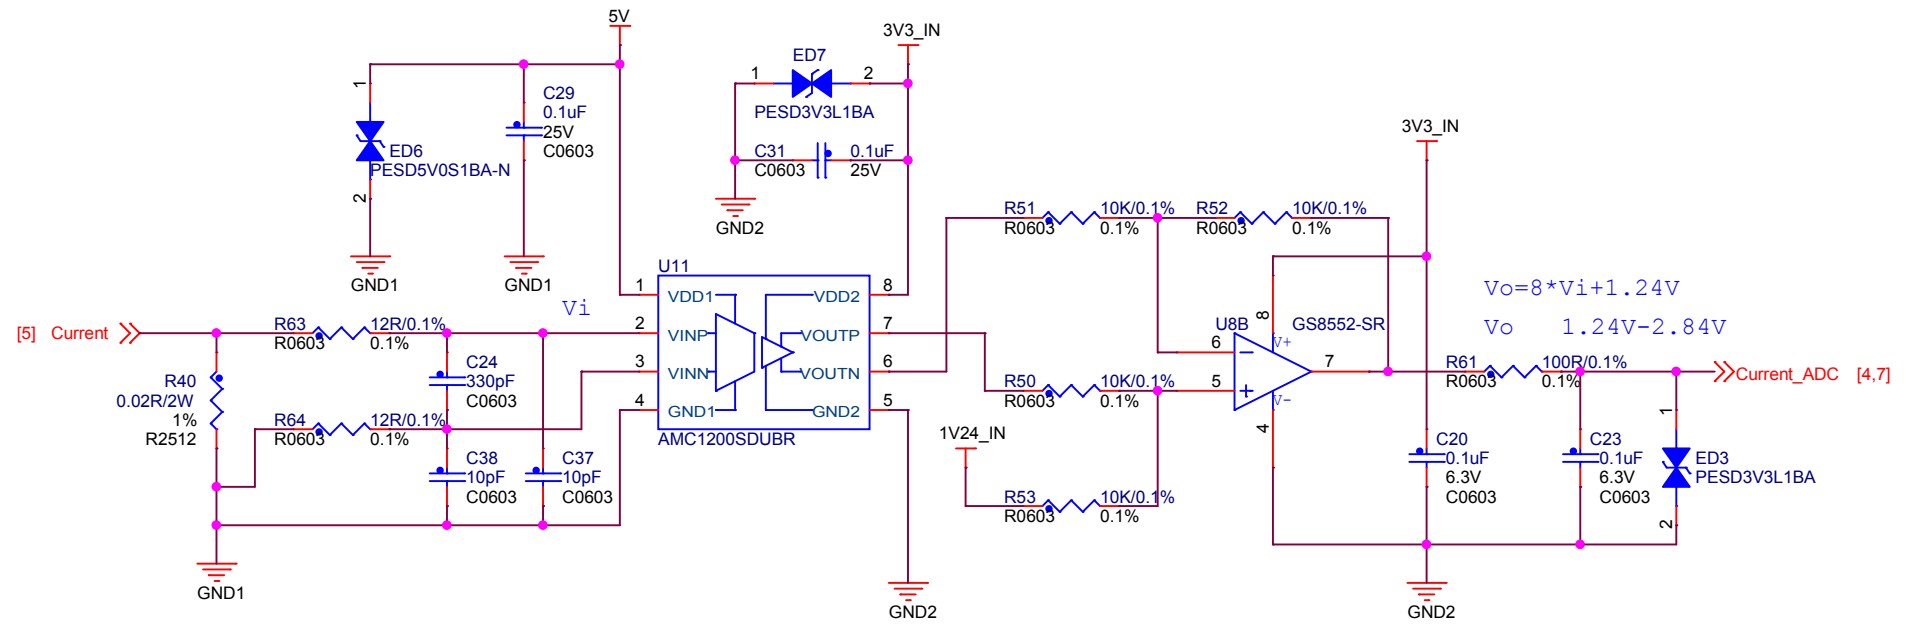 5V
3V3_IN
ED7
1
2
PESD3V3L1BA
1
C29
0.1uF
25V
C0603
ED6
PESD5V0S1BA-N
2
C31
0.1uF
C0603
25V
3V3_IN
GND2
R51
10K/0.1%
R0603
0.1%
R52
10K/0.1%
R0603
0.1%
GND1
GND1
U11
1
VDD1
VDD2
8
Vi
Vo=8*Vi+1.24V
Vo 1.24V-2.84V
[5] Current
R63
12R/0.1%
R0603
0.1%
2
VINP
VOUTP
7
3
VINN
VOUTN
6
4
GND1
GND2
5
AMC1200SDUBR
U8B
GS8552-SR
8
V+
6
5
7
V-
4
R61
100R/0.1%
R0603
0.1%
Current_ADC [4,7]
R40
0.02R/2W
1%
R2512
C24
330pF
C0603
R64
12R/0.1%
R0603
0.1%
R50
10K/0.1%
R0603
0.1%
1V24_IN
C38
10pF
C0603
C37
10pF
C0603
R53
10K/0.1%
R0603
0.1%
C20
0.1uF
6.3V
C0603
C23
0.1uF
6.3V
C0603
1
ED3
PESD3V3L1BA
2
GND1
GND2
GND2